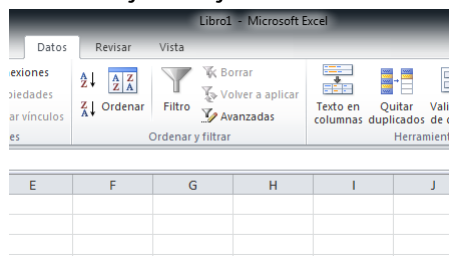 Libro1 - Microsoft Excel
Datos Revisar Vista
exiones
piedades
ar vínculos
es
A Z
Z A
Ordenar
Filtro
Borrar
Volver a aplicar
Avanzadas
Ordenar y filtrar
Texto en
columnas
Quitar
duplicados
Vali
de d
Herramient
E F G H I J